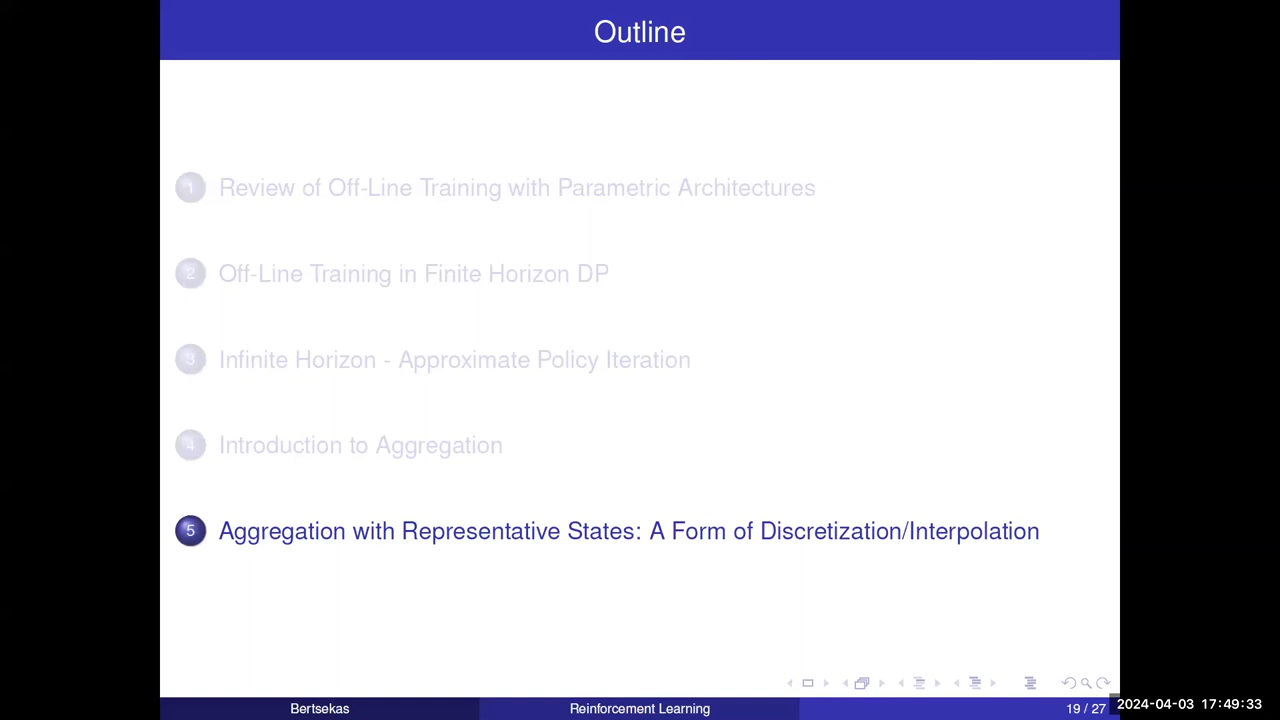 Outline
1 Review of Off-Line Training with Parametric Architectures
2 Off-Line Training in Finite Horizon DP
3 Infinite Horizon - Approximate Policy Iteration
4 Introduction to Aggregation
5 Aggregation with Representative States: A Form of Discretization/Interpolation
Bertsekas Reinforcement Learning 19 / 27 2024-04-03 17:49:33